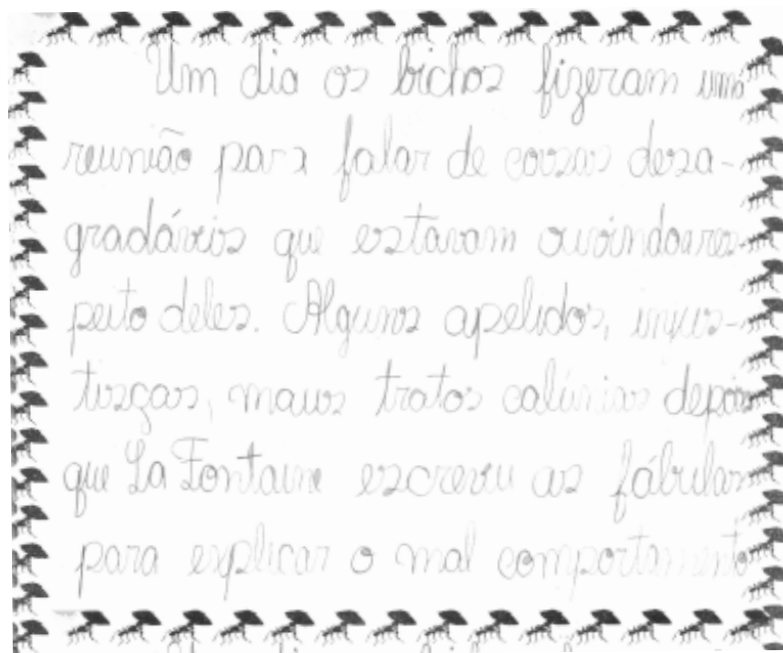 Um dia os bichos fizeram uma
reunião para falar de coisas desa-
gradáveis que estavam ouvindo a res-
peito deles. Alguns apelidos, injus-
tisças, maus tratos calúnias depois
que La Fontaine escreveu as fábulas
para explicar o mal comportamento